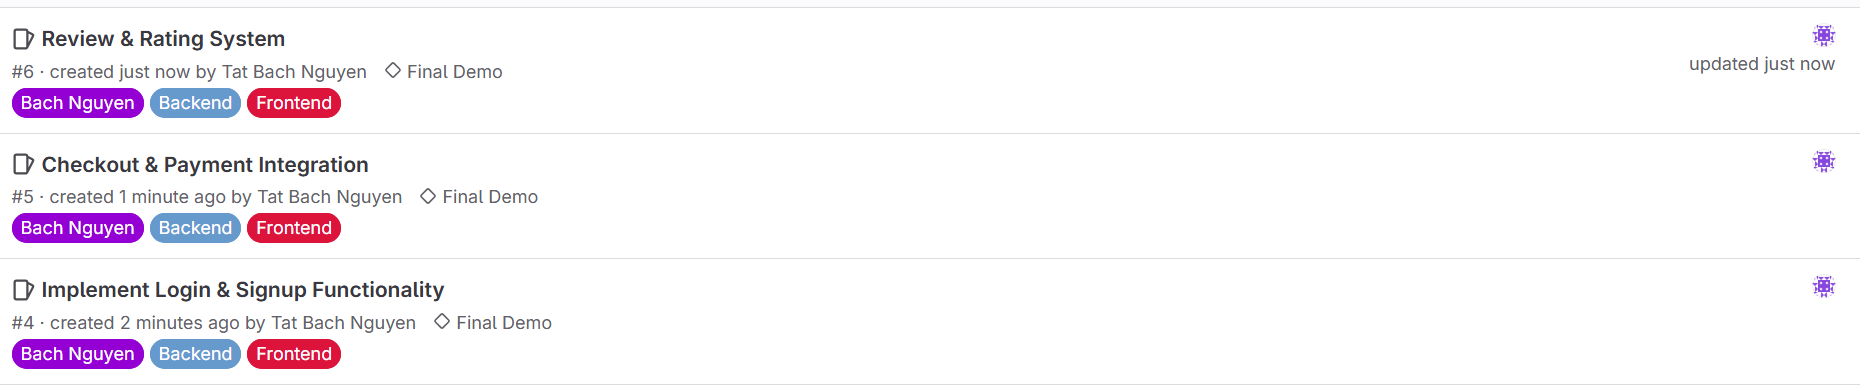 Review & Rating System
#6 · created just now by Tat Bach Nguyen Final Demo
updated just now
Bach Nguyen Backend Frontend
Checkout & Payment Integration
#5 · created 1 minute ago by Tat Bach Nguyen Final Demo
Bach Nguyen Backend Frontend
Implement Login & Signup Functionality
#4 · created 2 minutes ago by Tat Bach Nguyen Final Demo
Bach Nguyen Backend Frontend